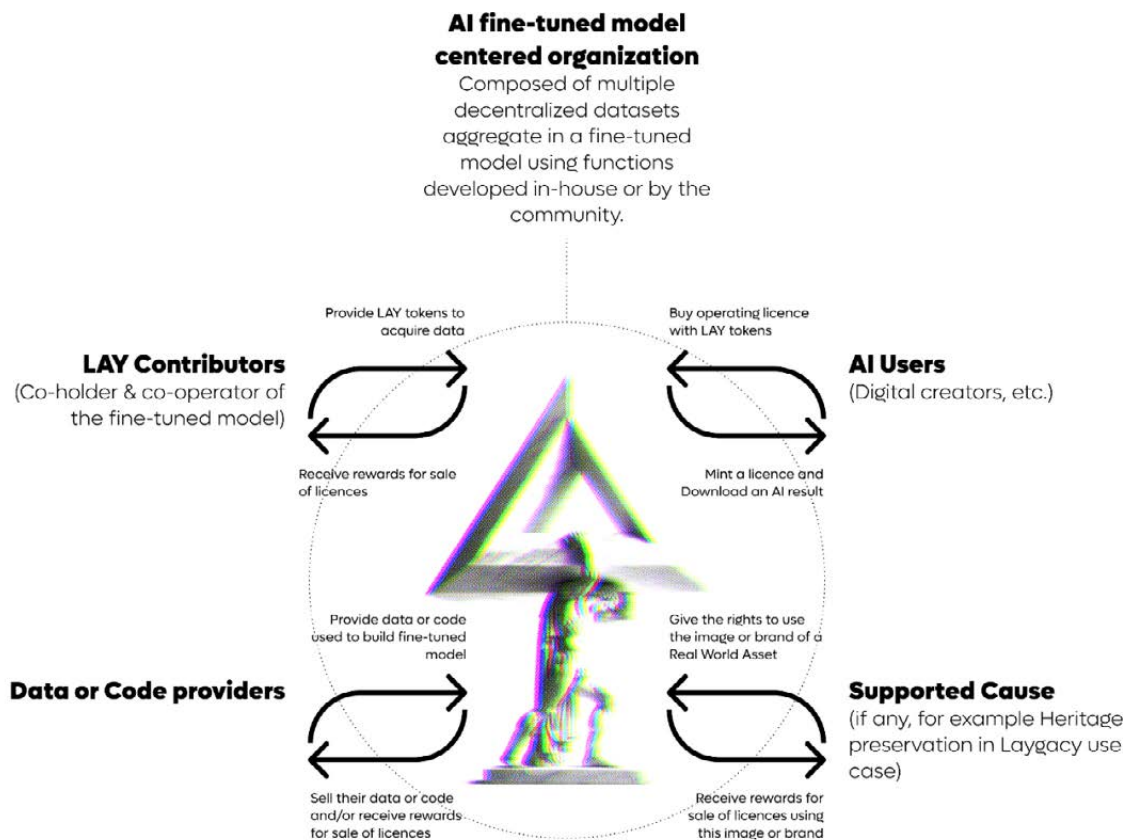 AI fine-tuned model
centered organization
Composed of multiple
decentralized datasets
aggregate in a fine-tuned
model using functions
developed in-house or by the
community.
Provide LAY tokens to
acquire data
Buy operating licence
with LAY tokens
LAY Contributors
(Co-holder & co-operator of
the fine-tuned model)
AI Users
(Digital creators, etc.)
Receive rewards for sale
of licences
Mint a licence and
Download an AI result
Provide data or code
used to build fine-tuned
model
Give the rights to use
the image or brand of a
Real World Asset
Data or Code providers
Supported Cause
(if any, for example Heritage
preservation in Laygacy use
case)
Sell their data or code
and/or receive rewards
for sale of licences
Receive rewards for
sale of licences using
this image or brand